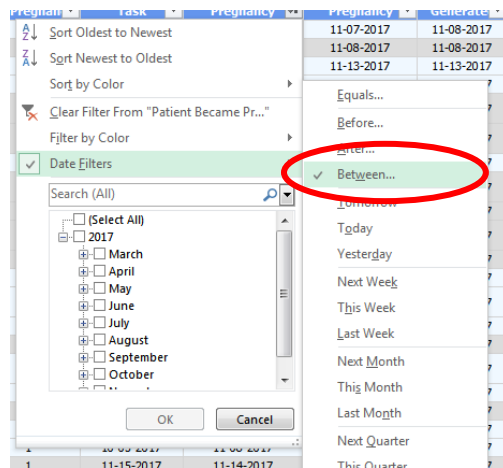 Task Pregnancy Pregnancy Generate
11-07-2017 11-08-2017
11-08-2017 11-08-2017
11-13-2017 11-13-2017
Sort Oldest to Newest
Sort Newest to Oldest
Sort by Color
Clear Filter From "Patient Became Pr..."
Filter by Color
Date Filters
Search (All)
(Select All)
2017
March
April
May
June
July
August
September
October
OK Cancel
Equals...
Before...
After...
Between...
Tomorrow
Today
Yesterday
Next Week
This Week
Last Week
Next Month
This Month
Last Month
Next Quarter
This Quarter
1 11-15-2017 11-14-2017